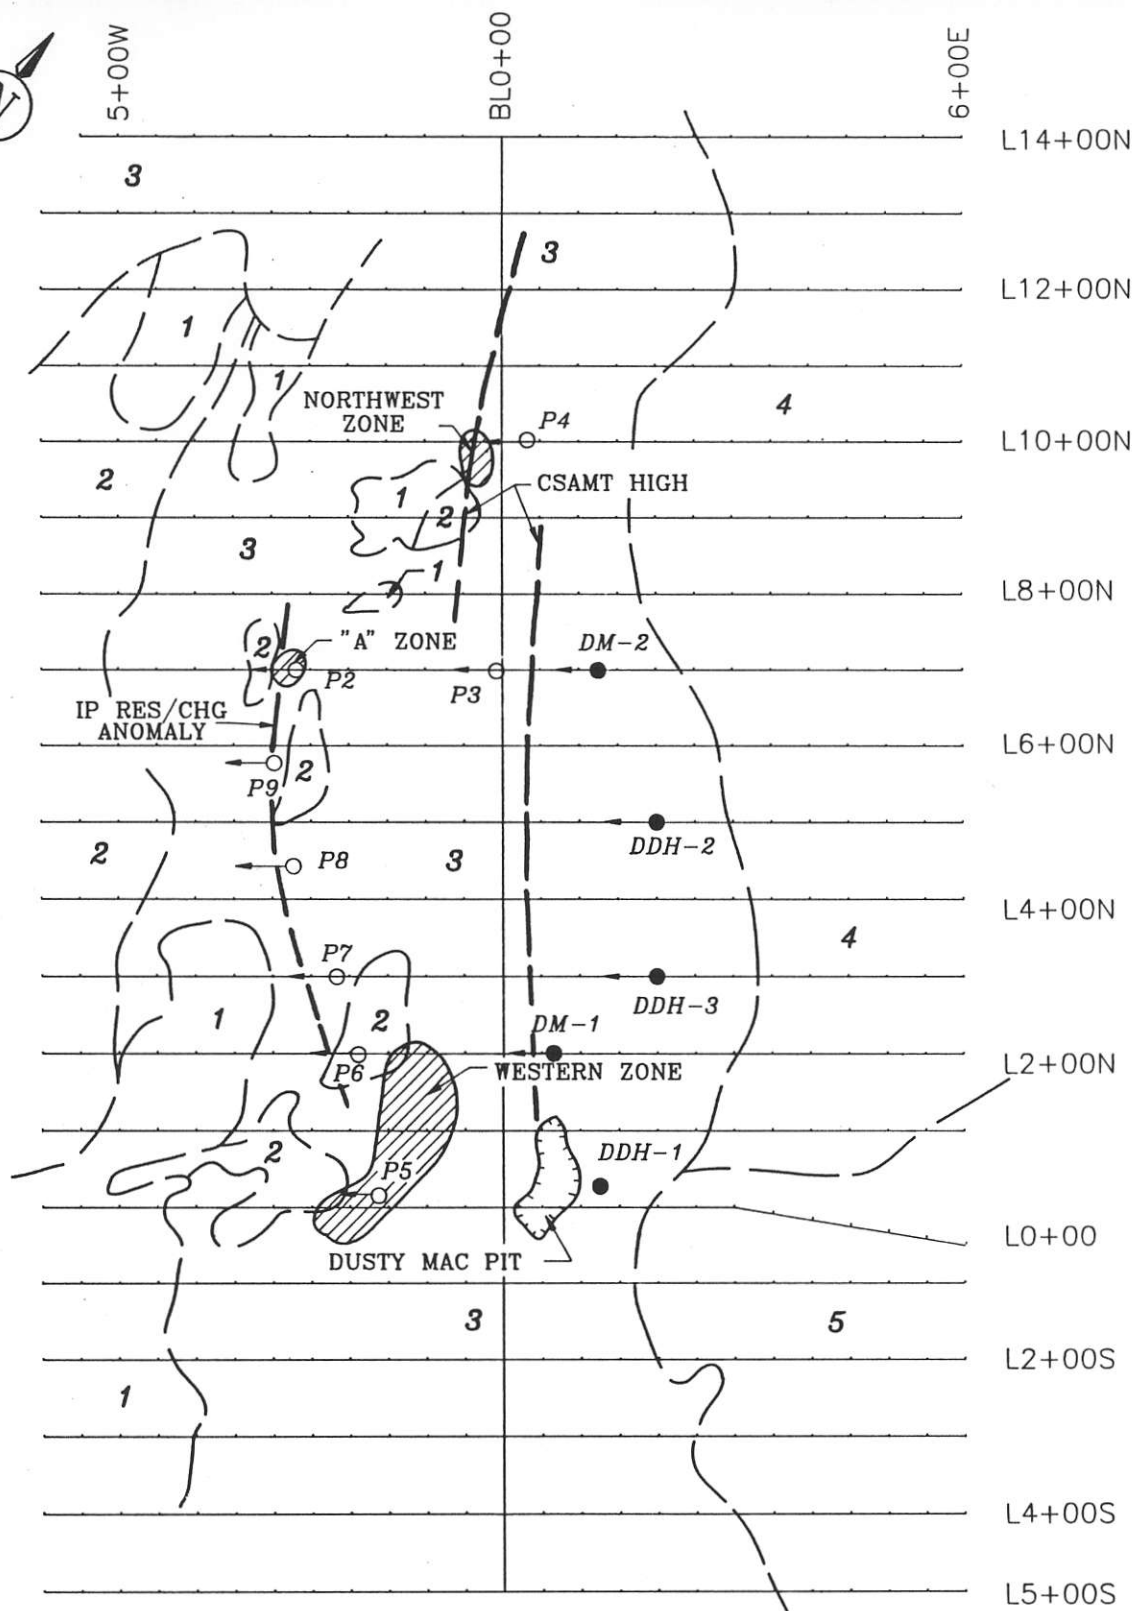 5+00W
BL0+00
6+00E
N
L14+00N
3
3
L12+00N
1
1
NORTHWEST
ZONE
P4
4
L10+00N
2
1
2
CSAMT HIGH
3
1
L8+00N
2
"A" ZONE
DM-2
P2
P3
IP RES/CHG
ANOMALY
L6+00N
P9
2
2
P8
3
DDH-2
L4+00N
P7
4
1
2
DM-1
DDH-3
P6
WESTERN ZONE
L2+00N
2
P5
DDH-1
DUSTY MAC PIT
L0+00
3
5
L2+00S
1
L4+00S
L5+00S